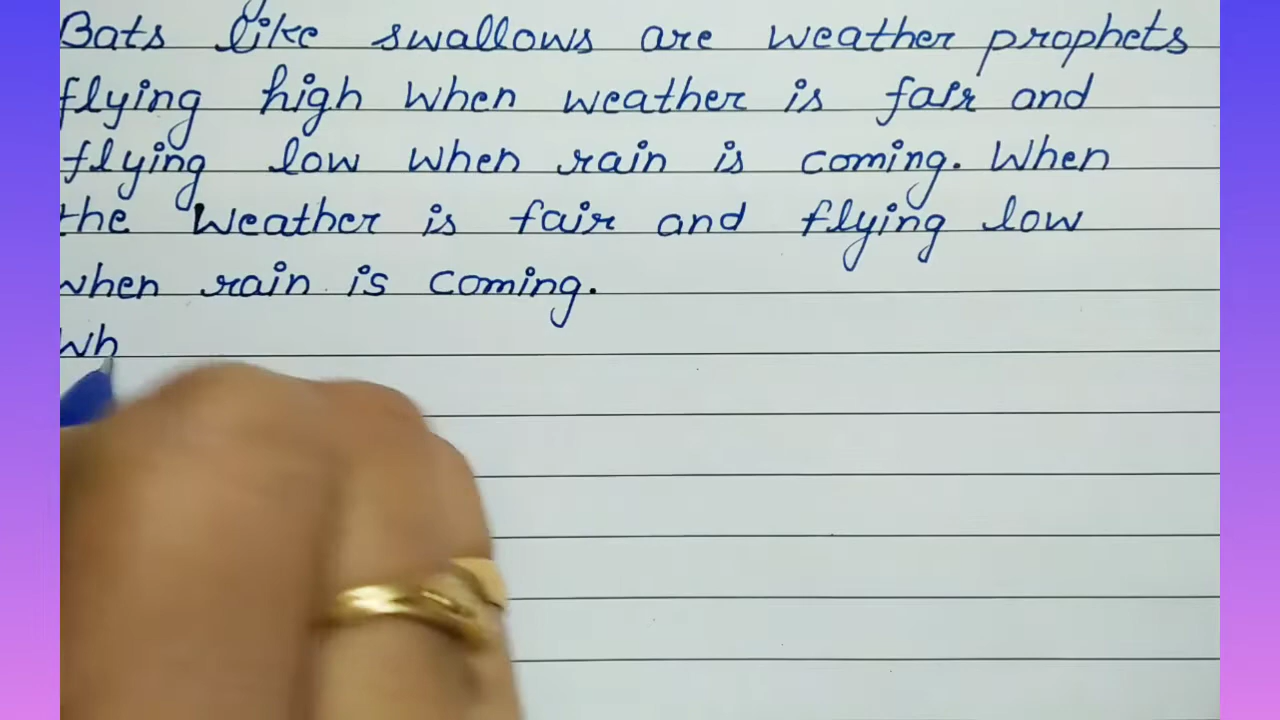 Bats like swallows are weather prophets
flying high when weather is fair and
flying low when rain is coming. When
the Weather is fair and flying low
when rain is coming.
Wh